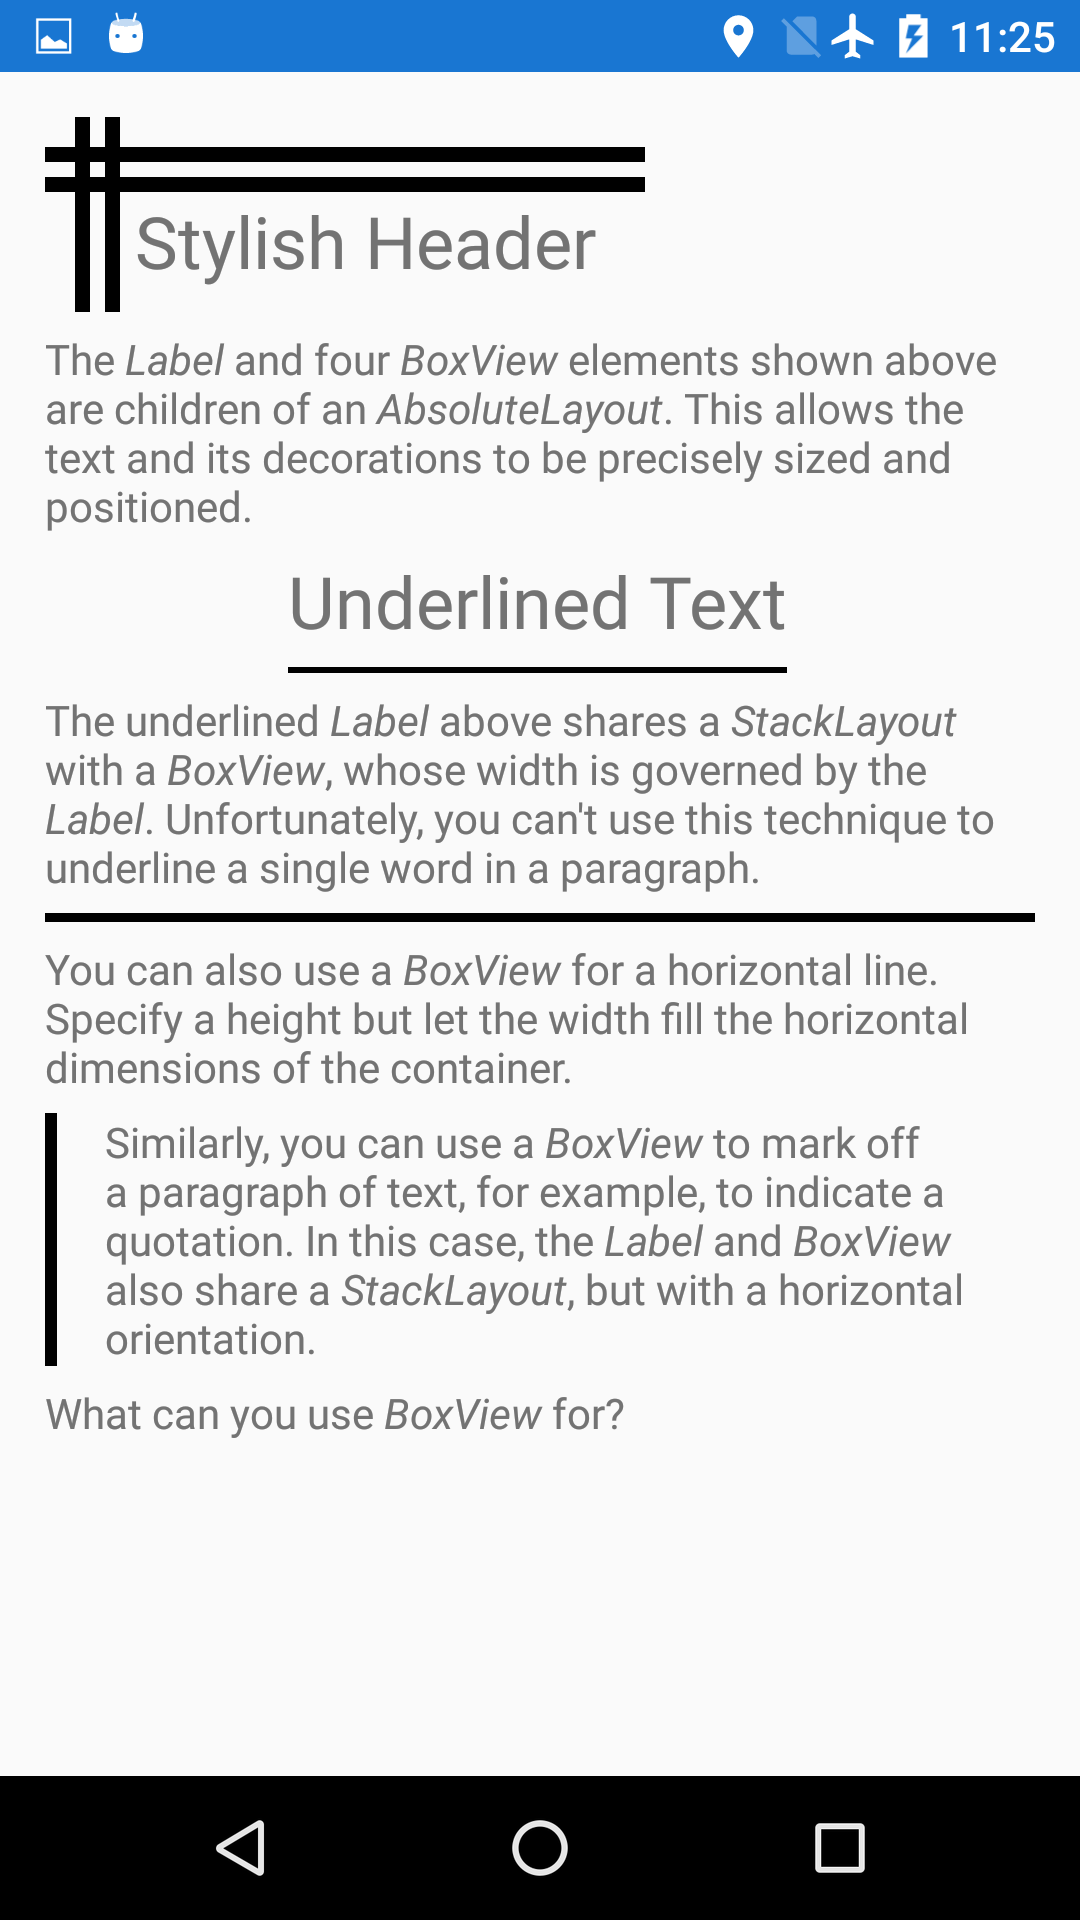 11:25
Stylish Header
The Label and four BoxView elements shown above
are children of an AbsoluteLayout. This allows the
text and its decorations to be precisely sized and
positioned.
Underlined Text
The underlined Label above shares a StackLayout
with a BoxView, whose width is governed by the
Label. Unfortunately, you can't use this technique to
underline a single word in a paragraph.
You can also use a BoxView for a horizontal line.
Specify a height but let the width fill the horizontal
dimensions of the container.
Similarly, you can use a BoxView to mark off
a paragraph of text, for example, to indicate a
quotation. In this case, the Label and BoxView
also share a StackLayout, but with a horizontal
orientation.
What can you use BoxView for?